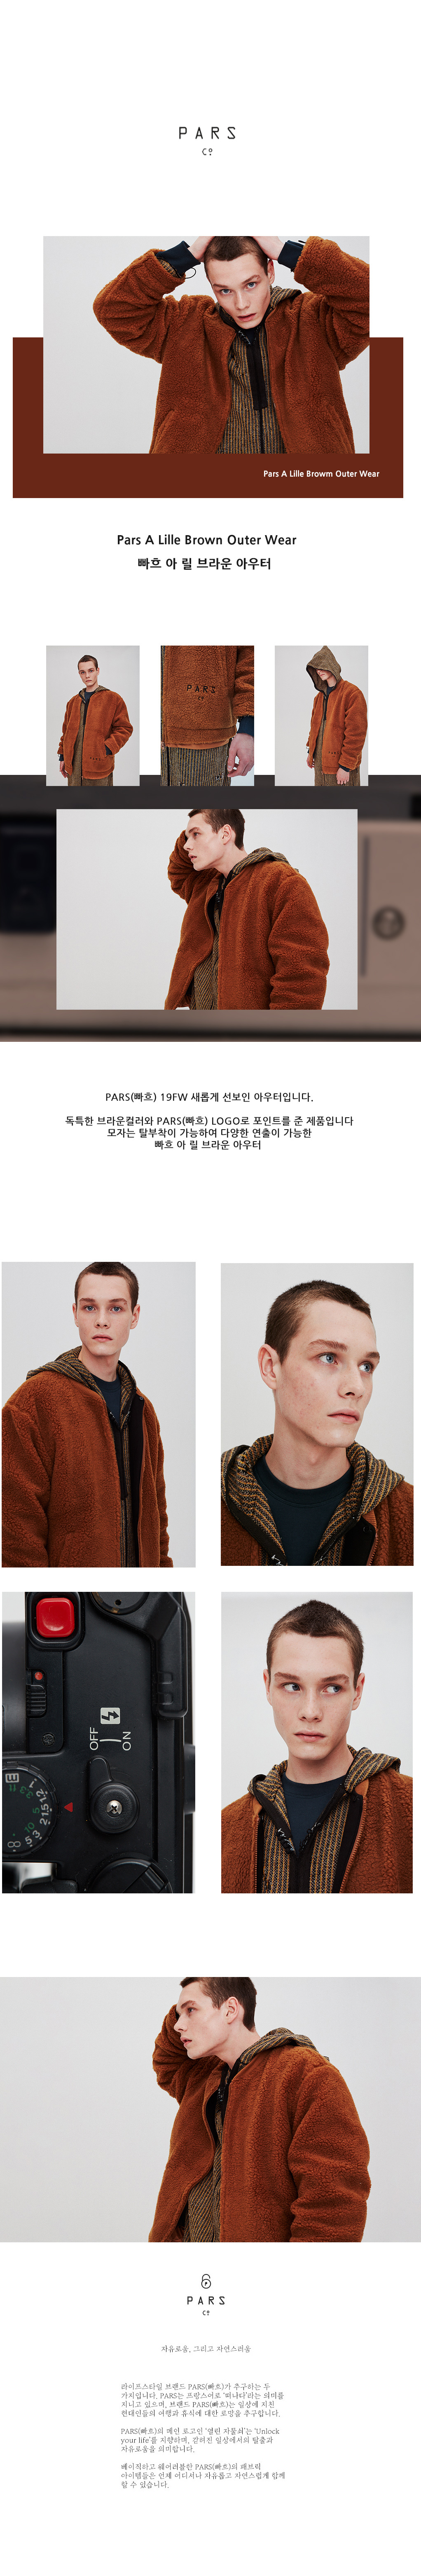 PARS
Co
Pars A Lille Browm Outer Wear
Pars A Lille Brown Outer Wear
빠흐 아 릴 브라운 아우터
PARS
Co
PARS(빠흐) 19FW 새롭게 선보인 아우터입니다.
독특한 브라운컬러와 PARS(빠흐) LOGO로 포인트를 준 제품입니다
모자는 탈부착이 가능하여 다양한 연출이 가능한
빠흐 아 릴 브라운 아우터
OFF
ON
PARS
Co
자유로움, 그리고 자연스러움
라이프스타일 브랜드 PARS(빠흐)가 추구하는 두
가치입니다. PARS는 프랑스어로 '떠나다'라는 의미를
지니고 있으며, 브랜드 PARS(빠흐)는 일상에 지친
현대인들의 여행과 휴식에 대한 로망을 추구합니다.
PARS(빠흐)의 메인 로고인 '열린 자물쇠'는 'Unlock
your life'를 지향하며, 갇혀진 일상에서의 탈출과
자유로움을 의미합니다.
베이직하고 웨어러블한 PARS(빠흐)의 패브릭
아이템들은 언제 어디서나 자유롭고 자연스럽게 함께
할 수 있습니다.